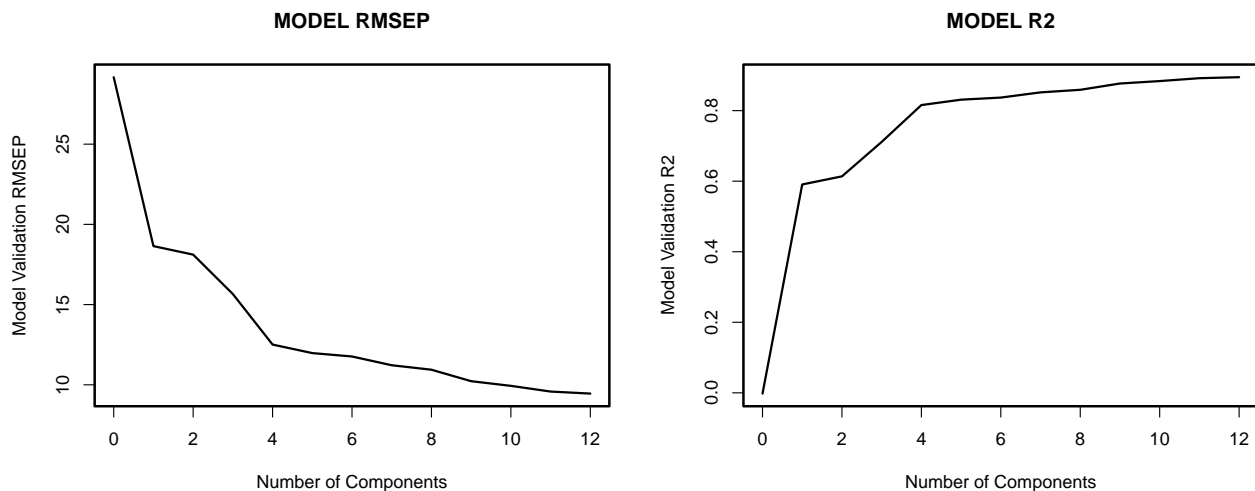 MODEL RMSEP
Model Validation RMSEP
25
20
15
10
0 2 4 6 8 10 12
Number of Components
MODEL R2
Model Validation R2
0.8
0.6
0.4
0.2
0.0
0 2 4 6 8 10 12
Number of Components